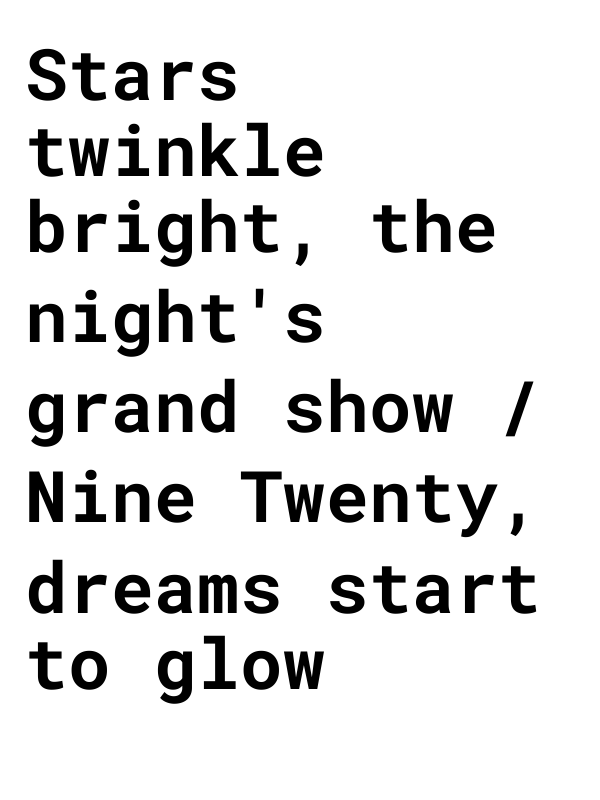 Stars
twinkle
bright, the
night's
grand show /
Nine Twenty,
dreams start
to glow